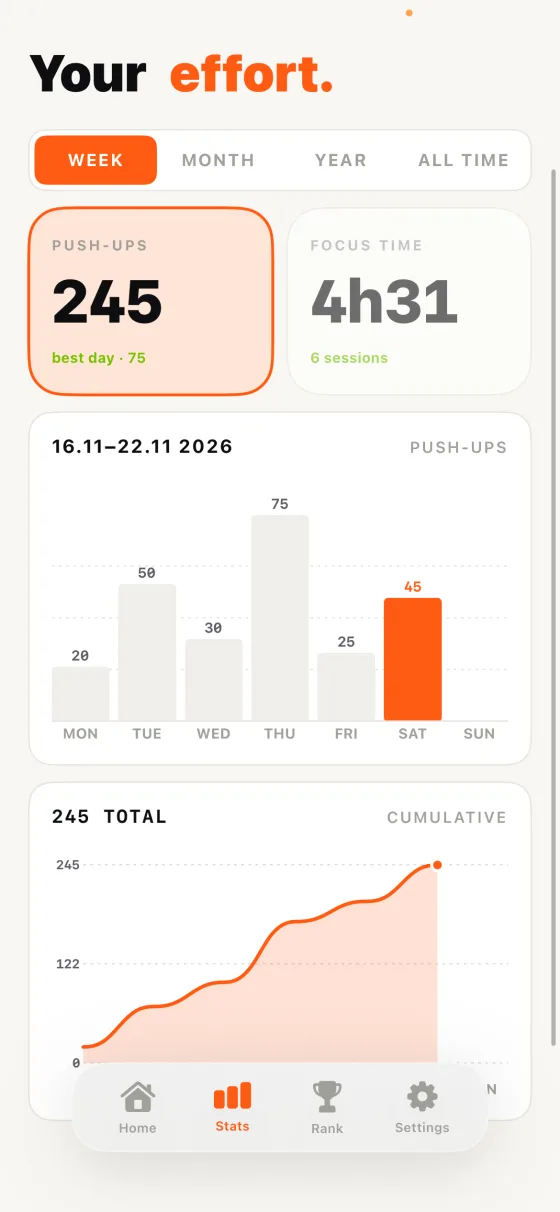 Your effort.
WEEK MONTH YEAR ALL TIME
PUSH-UPS
245
best day · 75
FOCUS TIME
4h31
6 sessions
16.11–22.11 2026 PUSH-UPS
75
50
45
30
25
20
MON TUE WED THU FRI SAT SUN
245 TOTAL CUMULATIVE
245
122
0
N
Home Stats Rank Settings